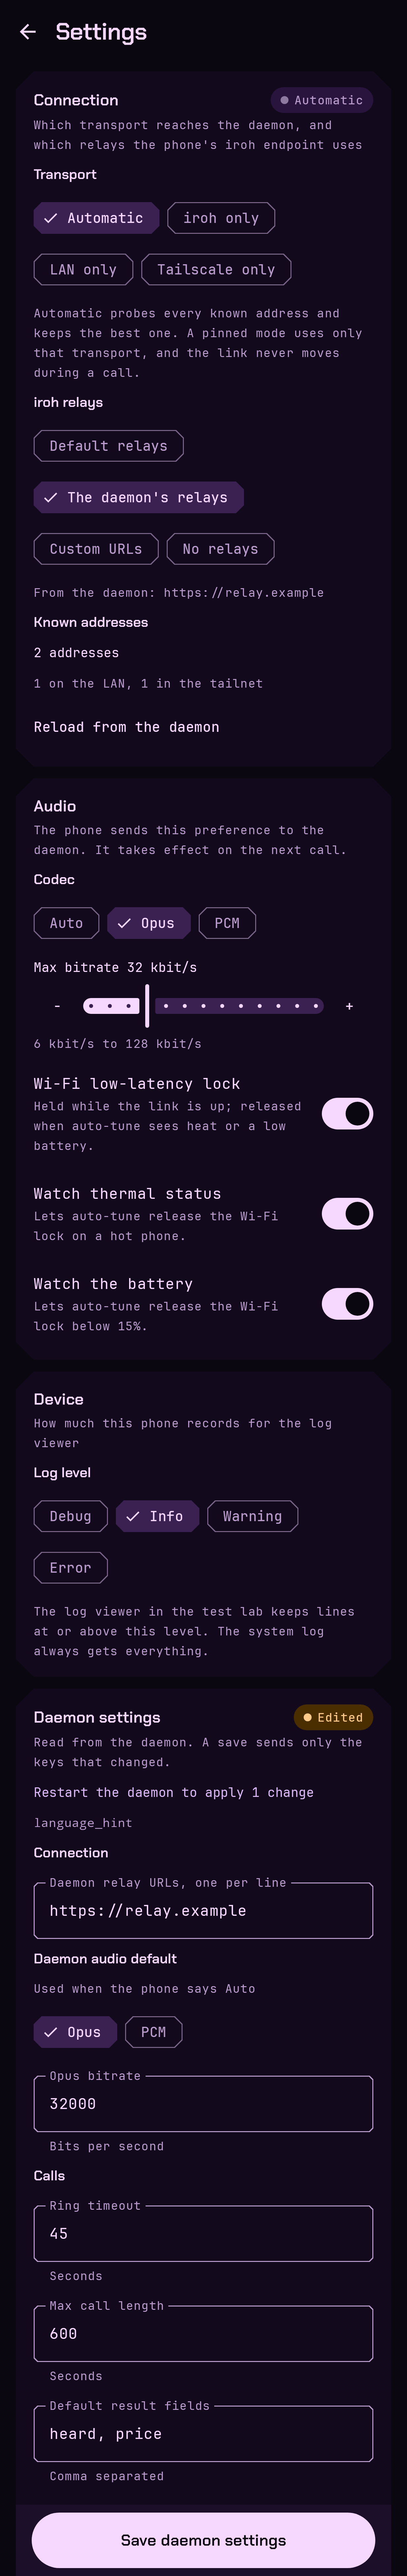 Settings
Connection
Automatic
Which transport reaches the daemon, and
which relays the phone's iroh endpoint uses
Transport
Automatic
iroh only
LAN only
Tailscale only
Automatic probes every known address and
keeps the best one. A pinned mode uses only
that transport, and the link never moves
during a call.
iroh relays
Default relays
The daemon's relays
Custom URLs
No relays
From the daemon: https://relay.example
Known addresses
2 addresses
1 on the LAN, 1 in the tailnet
Reload from the daemon
Audio
The phone sends this preference to the
daemon. It takes effect on the next call.
Codec
Auto
Opus
PCM
Max bitrate 32 kbit/s
-
+
6 kbit/s to 128 kbit/s
Wi-Fi low-latency lock
Held while the link is up; released
when auto-tune sees heat or a low
battery.
Watch thermal status
Lets auto-tune release the Wi-Fi
lock on a hot phone.
Watch the battery
Lets auto-tune release the Wi-Fi
lock below 15%.
Device
How much this phone records for the log
viewer
Log level
Debug
Info
Warning
Error
The log viewer in the test lab keeps lines
at or above this level. The system log
always gets everything.
Daemon settings
Edited
Read from the daemon. A save sends only the
keys that changed.
Restart the daemon to apply 1 change
language_hint
Connection
Daemon relay URLs, one per line
https://relay.example
Daemon audio default
Used when the phone says Auto
Opus
PCM
Opus bitrate
32000
Bits per second
Calls
Ring timeout
45
Seconds
Max call length
600
Seconds
Default result fields
heard, price
Comma separated
Save daemon settings